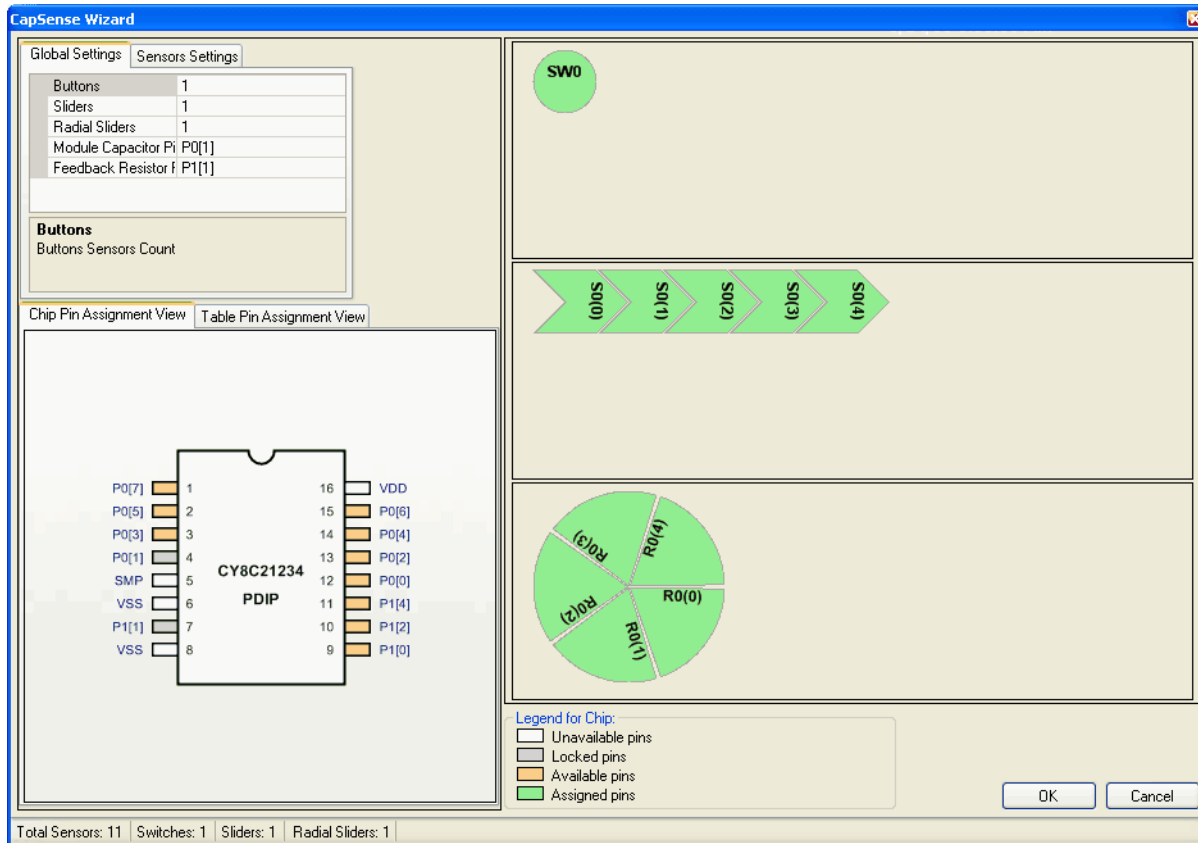 CapSense Wizard
Global Settings
Sensors Settings
Buttons 1
Sliders 1
Radial Sliders 1
Module Capacitor Pi P0[1]
Feedback Resistor F P1[1]
Buttons
Buttons Sensors Count
Chip Pin Assignment View
Table Pin Assignment View
P0[7] 1 16 VDD
P0[5] 2 15 P0[6]
P0[3] 3 14 P0[4]
P0[1] 4 13 P0[2]
CY8C21234
SMP 5 12 P0[0]
PDIP
VSS 6 11 P1[4]
P1[1] 7 10 P1[2]
VSS 8 9 P1[0]
SW0
S0(0) S0(1) S0(2) S0(3) S0(4)
R0(3) R0(4)
R0(0)
R0(2)
R0(1)
Legend for Chip:
Unavailable pins
Locked pins
Available pins
Assigned pins
OK Cancel
Total Sensors: 11 Switches: 1 Sliders: 1 Radial Sliders: 1